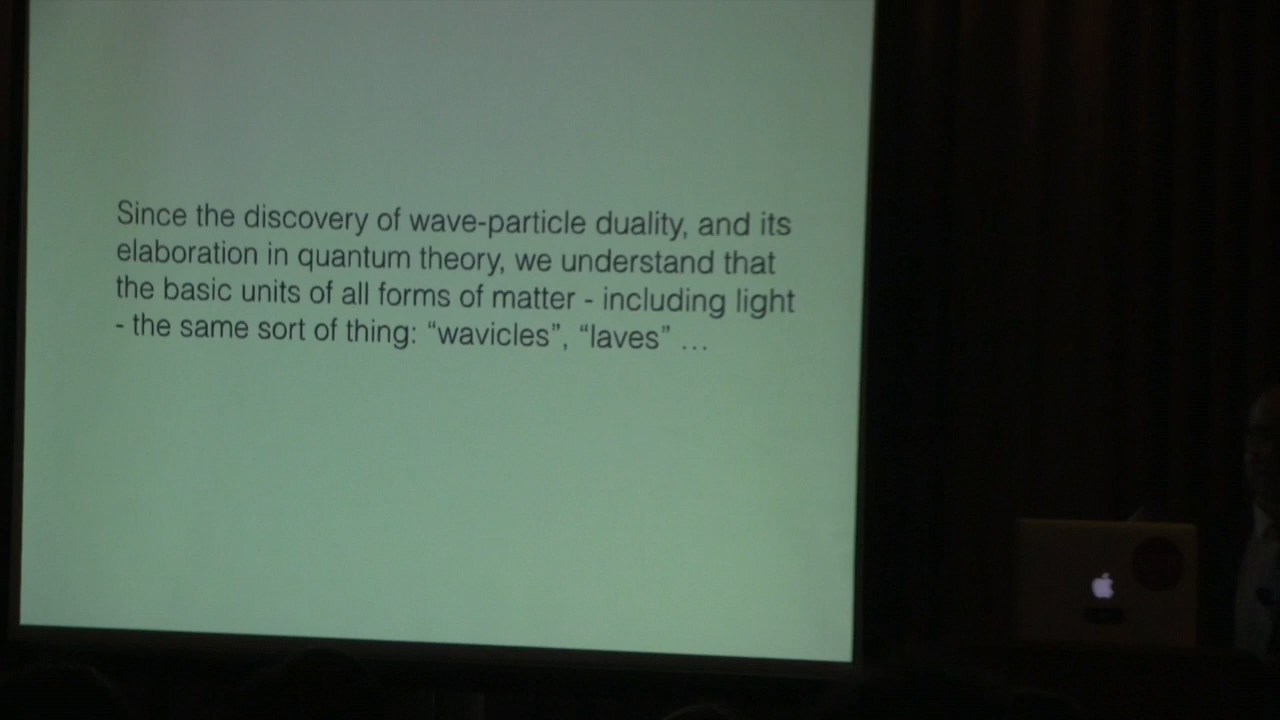 Since the discovery of wave-particle duality, and its
elaboration in quantum theory, we understand that
the basic units of all forms of matter - including light
- the same sort of thing: “wavicles”, “laves” …